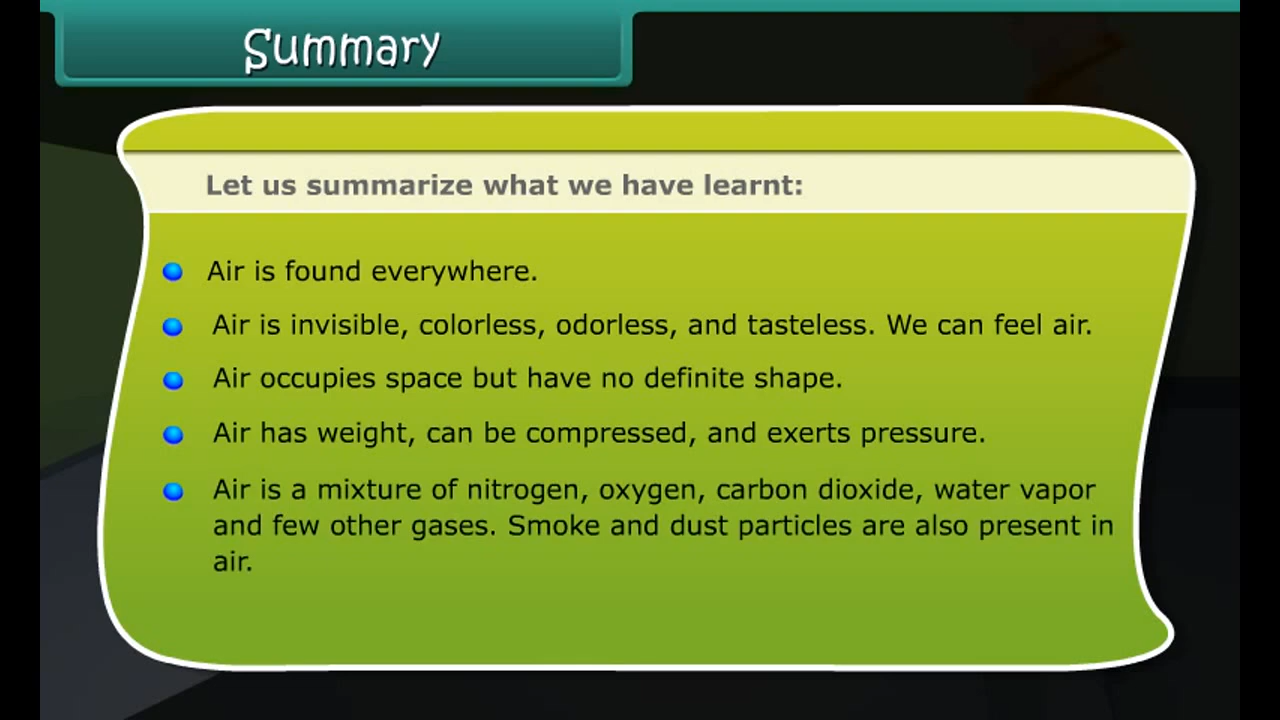 Summary
Let us summarize what we have learnt:
Air is found everywhere.
Air is invisible, colorless, odorless, and tasteless. We can feel air.
Air occupies space but have no definite shape.
Air has weight, can be compressed, and exerts pressure.
Air is a mixture of nitrogen, oxygen, carbon dioxide, water vapor
and few other gases. Smoke and dust particles are also present in
air.